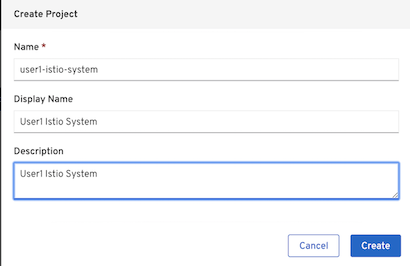 Create Project
Name *
user1-istio-system
Display Name
User1 Istio System
Description
User1 Istio System
Cancel
Create